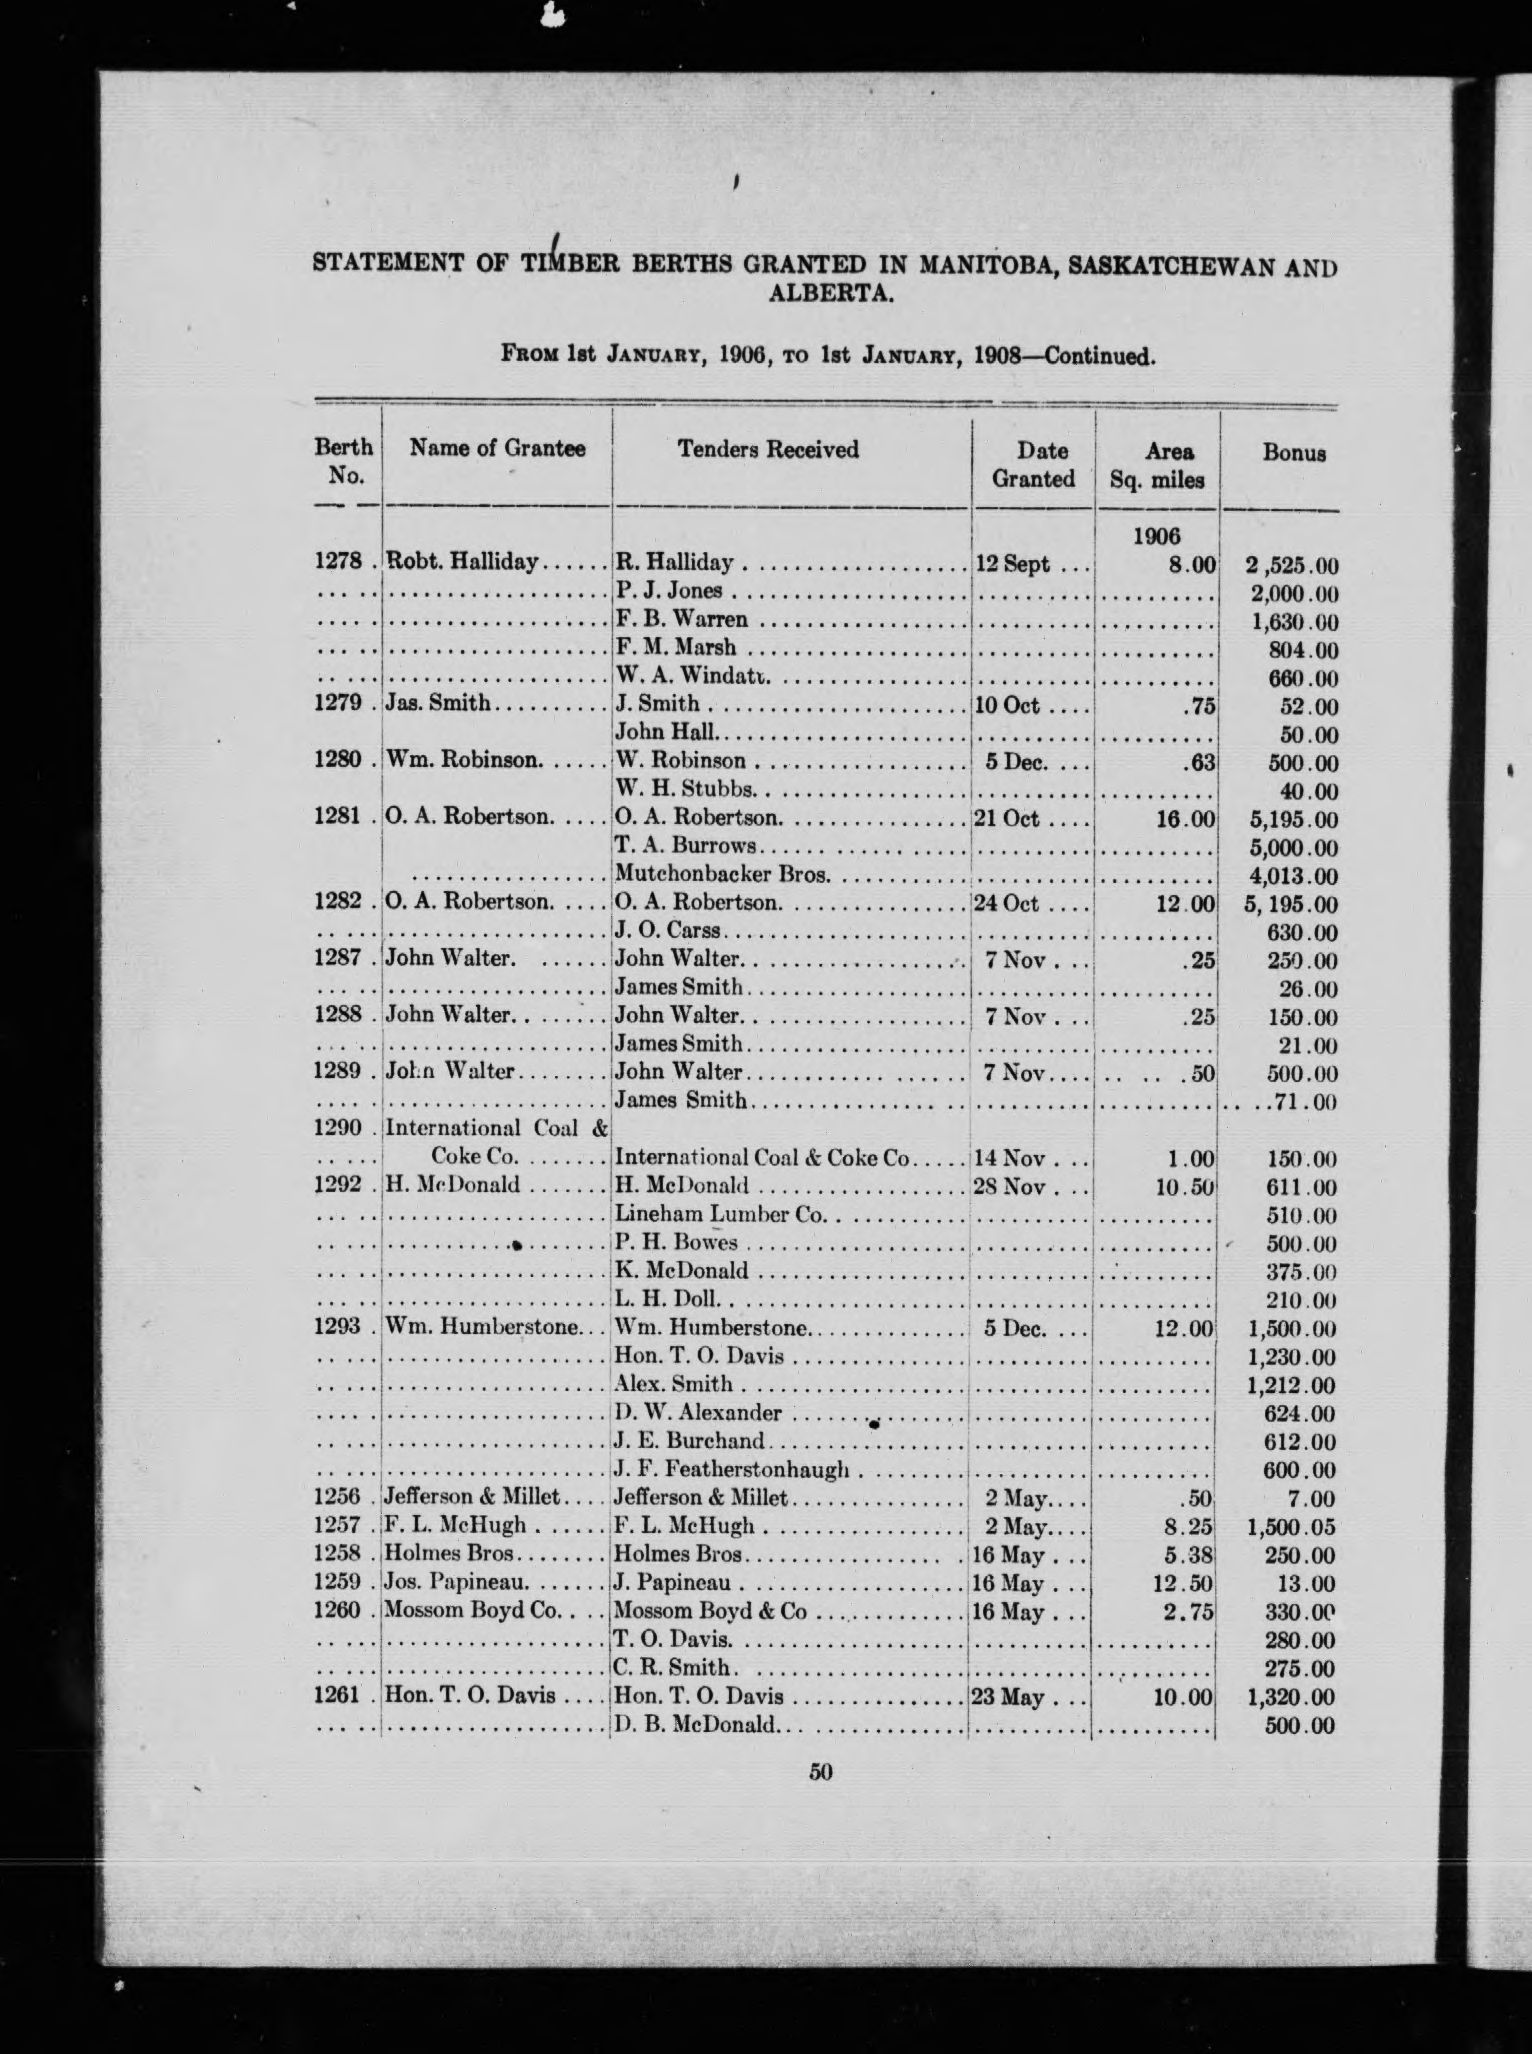 STATEMENT OF TIMBER BERTHS GRANTED IN MANITOBA, SASKATCHEWAN AND
ALBERTA.
FROM 1st JANUARY, 1906, TO 1st JANUARY, 1908—Continued.
Berth No. Name of Grantee Tenders Received Date Granted Area Sq. miles Bonus
1906
1278 . Robt. Halliday...... R. Halliday ................... 12 Sept ... 8.00 2,525.00
..... ................... P. J. Jones .................... .......... .......... 2,000.00
..... ................... F. B. Warren .................. .......... .......... 1,630.00
..... ................... F. M. Marsh ................... .......... .......... 804.00
..... ................... W. A. Windatt. ................ .......... .......... 660.00
1279 . Jas. Smith.......... J. Smith ...................... 10 Oct .... .75 52.00
John Hall...................... .......... .......... 50.00
1280 . Wm. Robinson. ..... W. Robinson .................. 5 Dec. ... .63 500.00
W. H. Stubbs. ................. .......... .......... 40.00
1281 . O. A. Robertson. .... O. A. Robertson. ............... 21 Oct .... 16.00 5,195.00
T. A. Burrows.................. .......... .......... 5,000.00
................. Mutchonbacker Bros. ........... .......... .......... 4,013.00
1282 . O. A. Robertson. .... O. A. Robertson. ............... 24 Oct .... 12.00 5,195.00
..... ................... J. O. Carss..................... .......... .......... 630.00
1287 . John Walter. ...... John Walter. .................. 7 Nov . .. .25 250.00
..... ................... James Smith................... .......... .......... 26.00
1288 . John Walter. ....... John Walter. .................. 7 Nov . .. .25 150.00
..... ................... James Smith................... .......... .......... 21.00
1289 . John Walter........ John Walter................... 7 Nov.... .. .. .50 500.00
..... ................... James Smith.................. .......... .......... .. ..71.00
1290 . International Coal &
..... Coke Co. ........ International Coal & Coke Co..... 14 Nov . .. 1.00 150.00
1292 . H. McDonald ....... H. McDonald .................. 28 Nov . .. 10.50 611.00
..... ................... Lineham Lumber Co. ........... .......... .......... 510.00
..... ................... P. H. Bowes ................... .......... .......... 500.00
..... ................... K. McDonald .................. .......... .......... 375.00
..... ................... L. H. Doll. .................... .......... .......... 210.00
1293 . Wm. Humberstone... Wm. Humberstone.............. 5 Dec. ... 12.00 1,500.00
..... ................... Hon. T. O. Davis ............... .......... .......... 1,230.00
..... ................... Alex. Smith .................... .......... .......... 1,212.00
..... ................... D. W. Alexander ............... .......... .......... 624.00
..... ................... J. E. Burchand................. .......... .......... 612.00
..... ................... J. F. Featherstonhaugh ......... .......... .......... 600.00
1256 . Jefferson & Millet.... Jefferson & Millet............... 2 May.... .50 7.00
1257 . F. L. McHugh ...... F. L. McHugh ................. 2 May.... 8.25 1,500.05
1258 . Holmes Bros........ Holmes Bros................. . 16 May ... 5.38 250.00
1259 . Jos. Papineau. ...... J. Papineau ................... 16 May ... 12.50 13.00
1260 . Mossom Boyd Co. ... Mossom Boyd & Co ............. 16 May ... 2.75 330.00
..... ................... T. O. Davis. ................... .......... .......... 280.00
..... ................... C. R. Smith. .................. .......... .......... 275.00
1261 . Hon. T. O. Davis .... Hon. T. O. Davis ............... 23 May ... 10.00 1,320.00
..... ................... D. B. McDonald................ .......... .......... 500.00
50